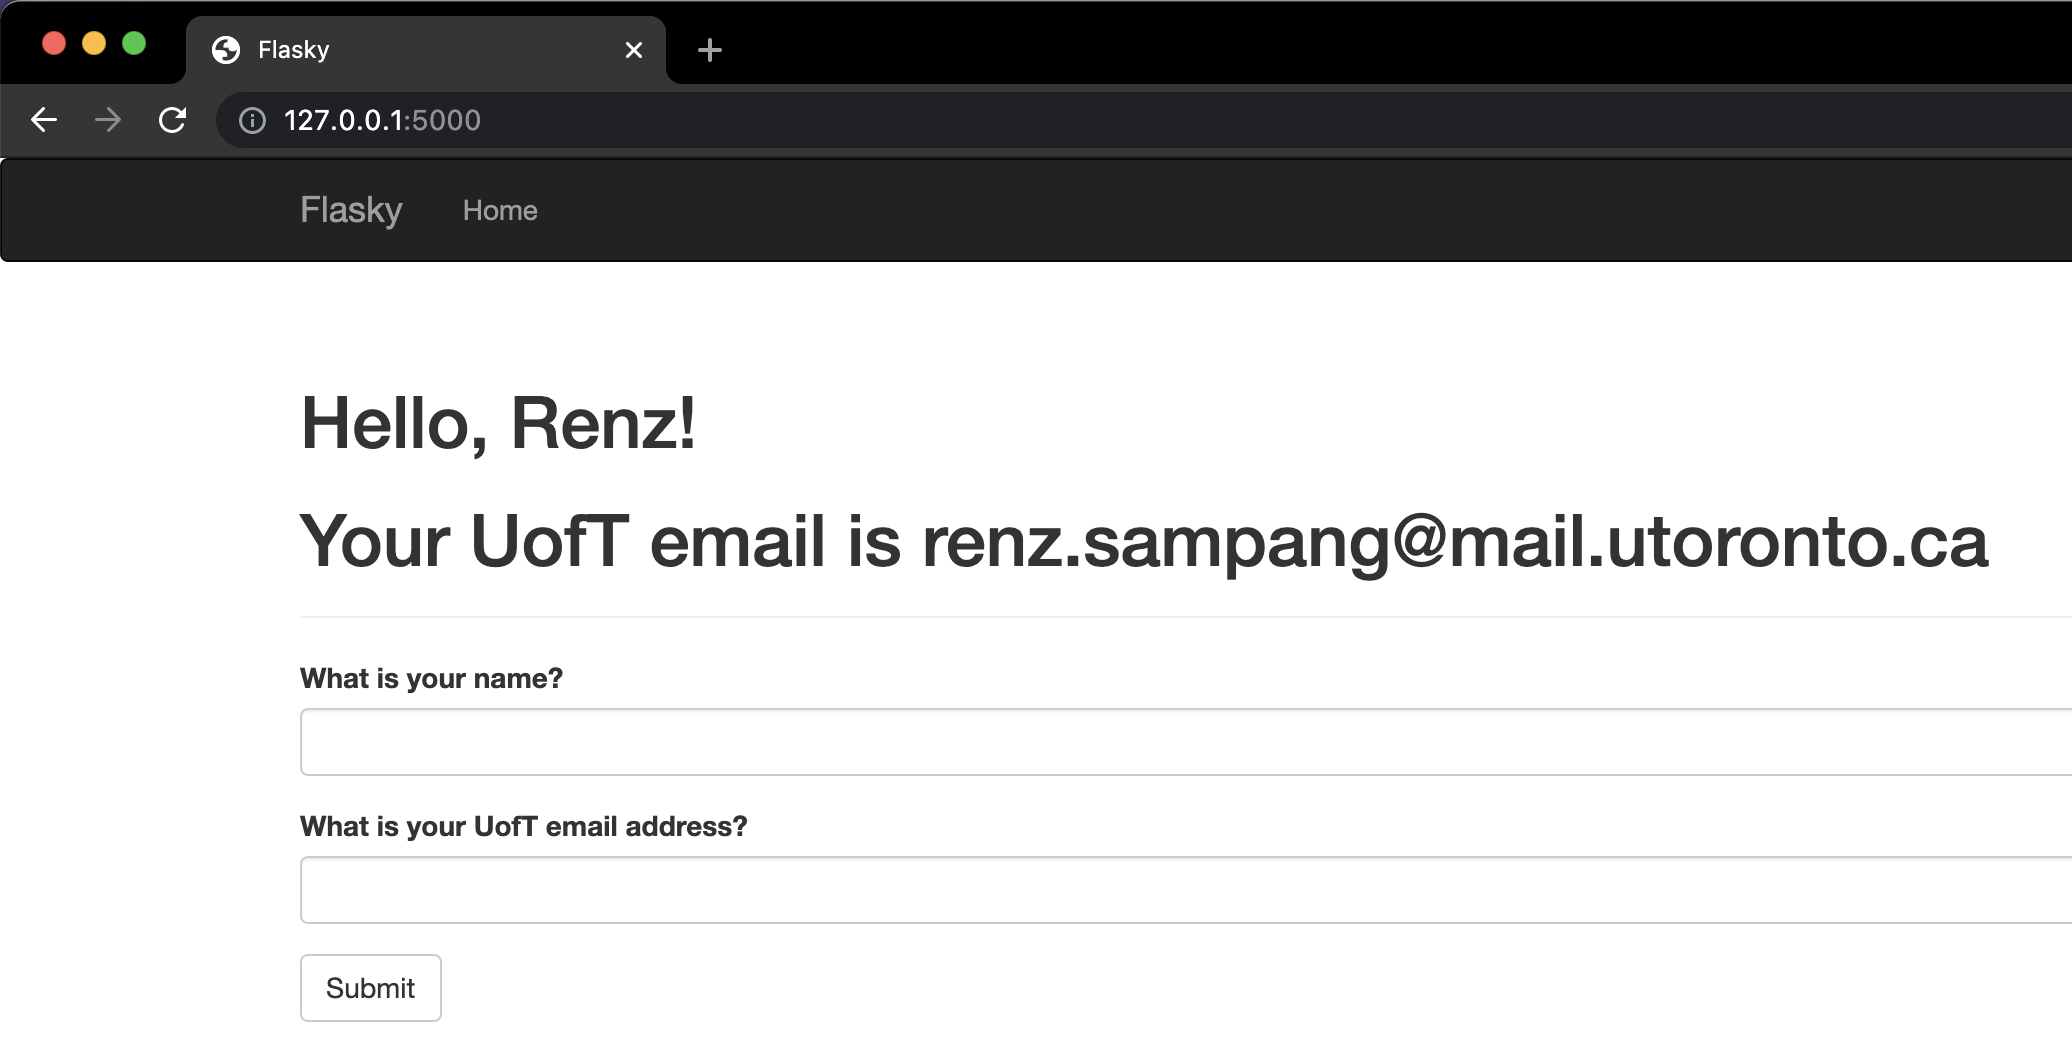 Flasky
127.0.0.1:5000
Flasky Home
Hello, Renz!
Your UofT email is renz.sampang@mail.utoronto.ca
What is your name?
What is your UofT email address?
Submit